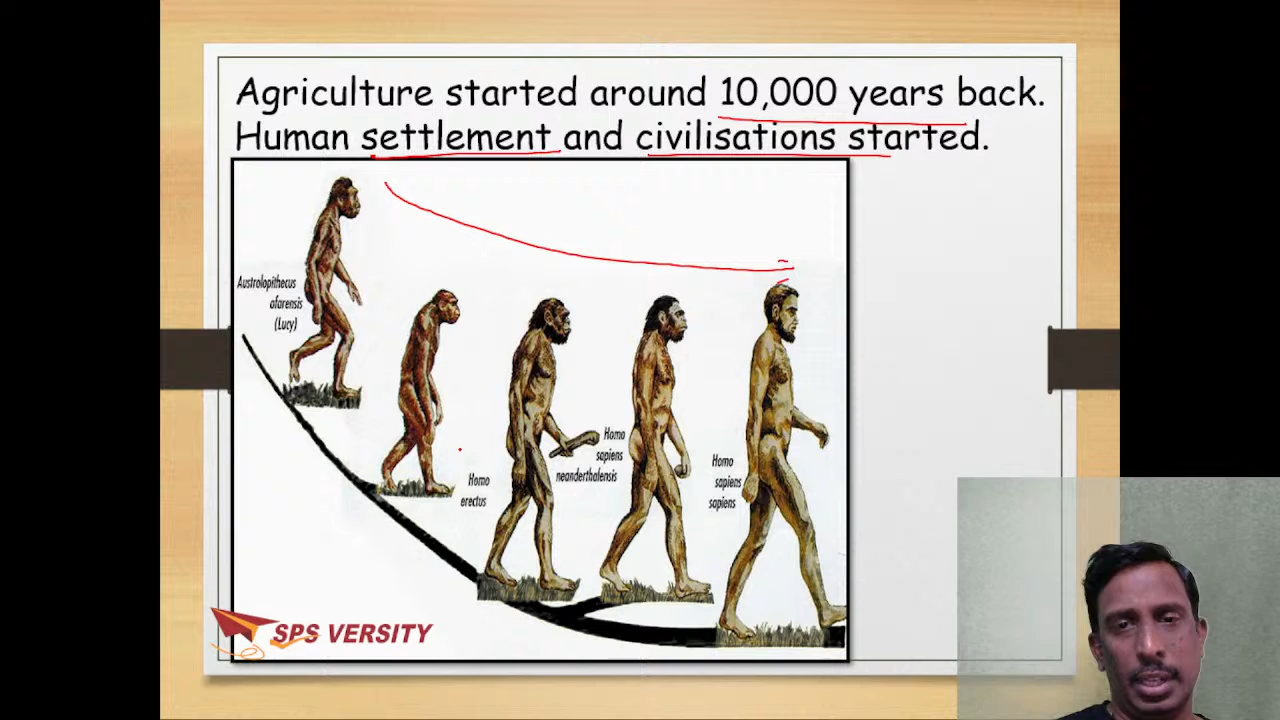 Agriculture started around 10,000 years back.
Human settlement and civilisations started.
Austrolopithecus
afarensis
(Lucy)
Homo
erectus
Homo
sapiens
neanderthalensis
Homo
sapiens
sapiens
SPS VERSITY